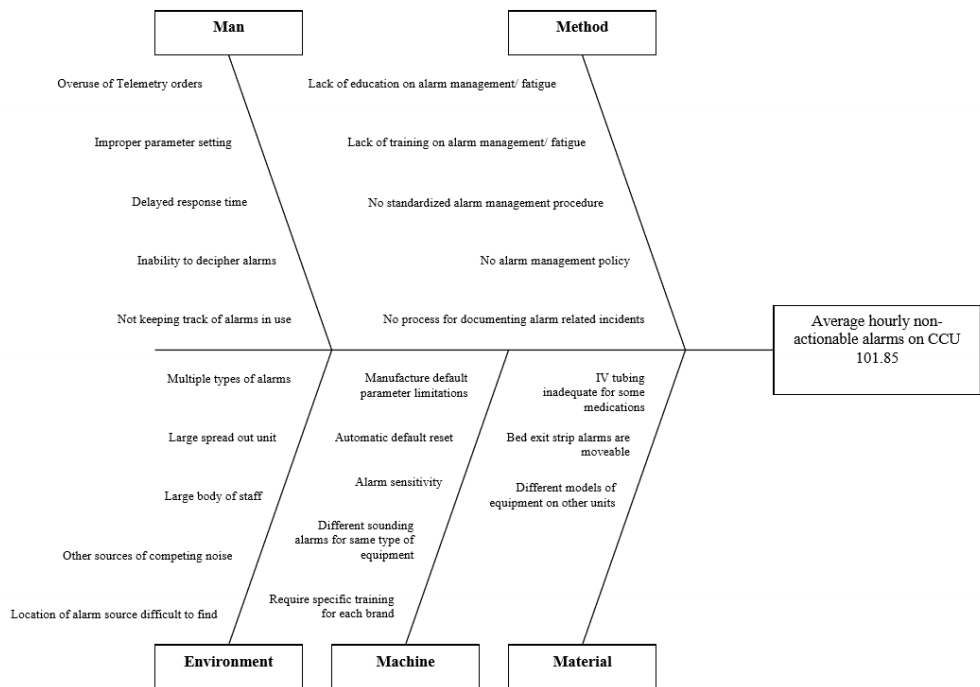 Man
Overuse of Telemetry orders
Improper parameter setting
Delayed response time
Inability to decipher alarms
Not keeping track of alarms in use
Method
Lack of education on alarm management/ fatigue
Lack of training on alarm management/ fatigue
No standardized alarm management procedure
No alarm management policy
No process for documenting alarm related incidents
Average hourly non-
actionable alarms on CCU
101.85
Multiple types of alarms
Large spread out unit
Large body of staff
Other sources of competing noise
Location of alarm source difficult to find
Environment
Manufacture default
parameter limitations
Automatic default reset
Alarm sensitivity
Different sounding
alarms for same type of
equipment
Require specific training
for each brand
Machine
IV tubing
inadequate for some
medications
Bed exit strip alarms are
moveable
Different models of
equipment on other units
Material